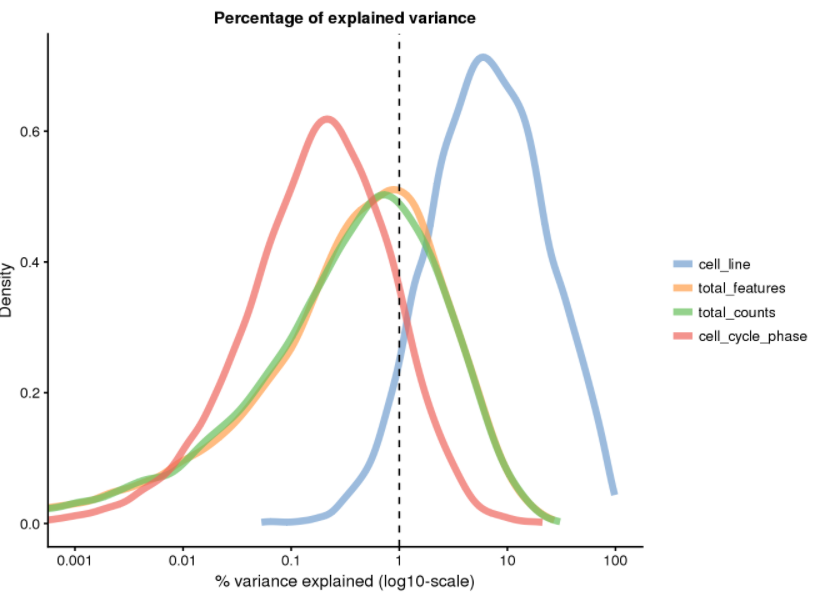 Percentage of explained variance
Density
0.6
0.4
0.2
0.0
0.001 0.01 0.1 1 10 100
% variance explained (log10-scale)
cell_line
total_features
total_counts
cell_cycle_phase